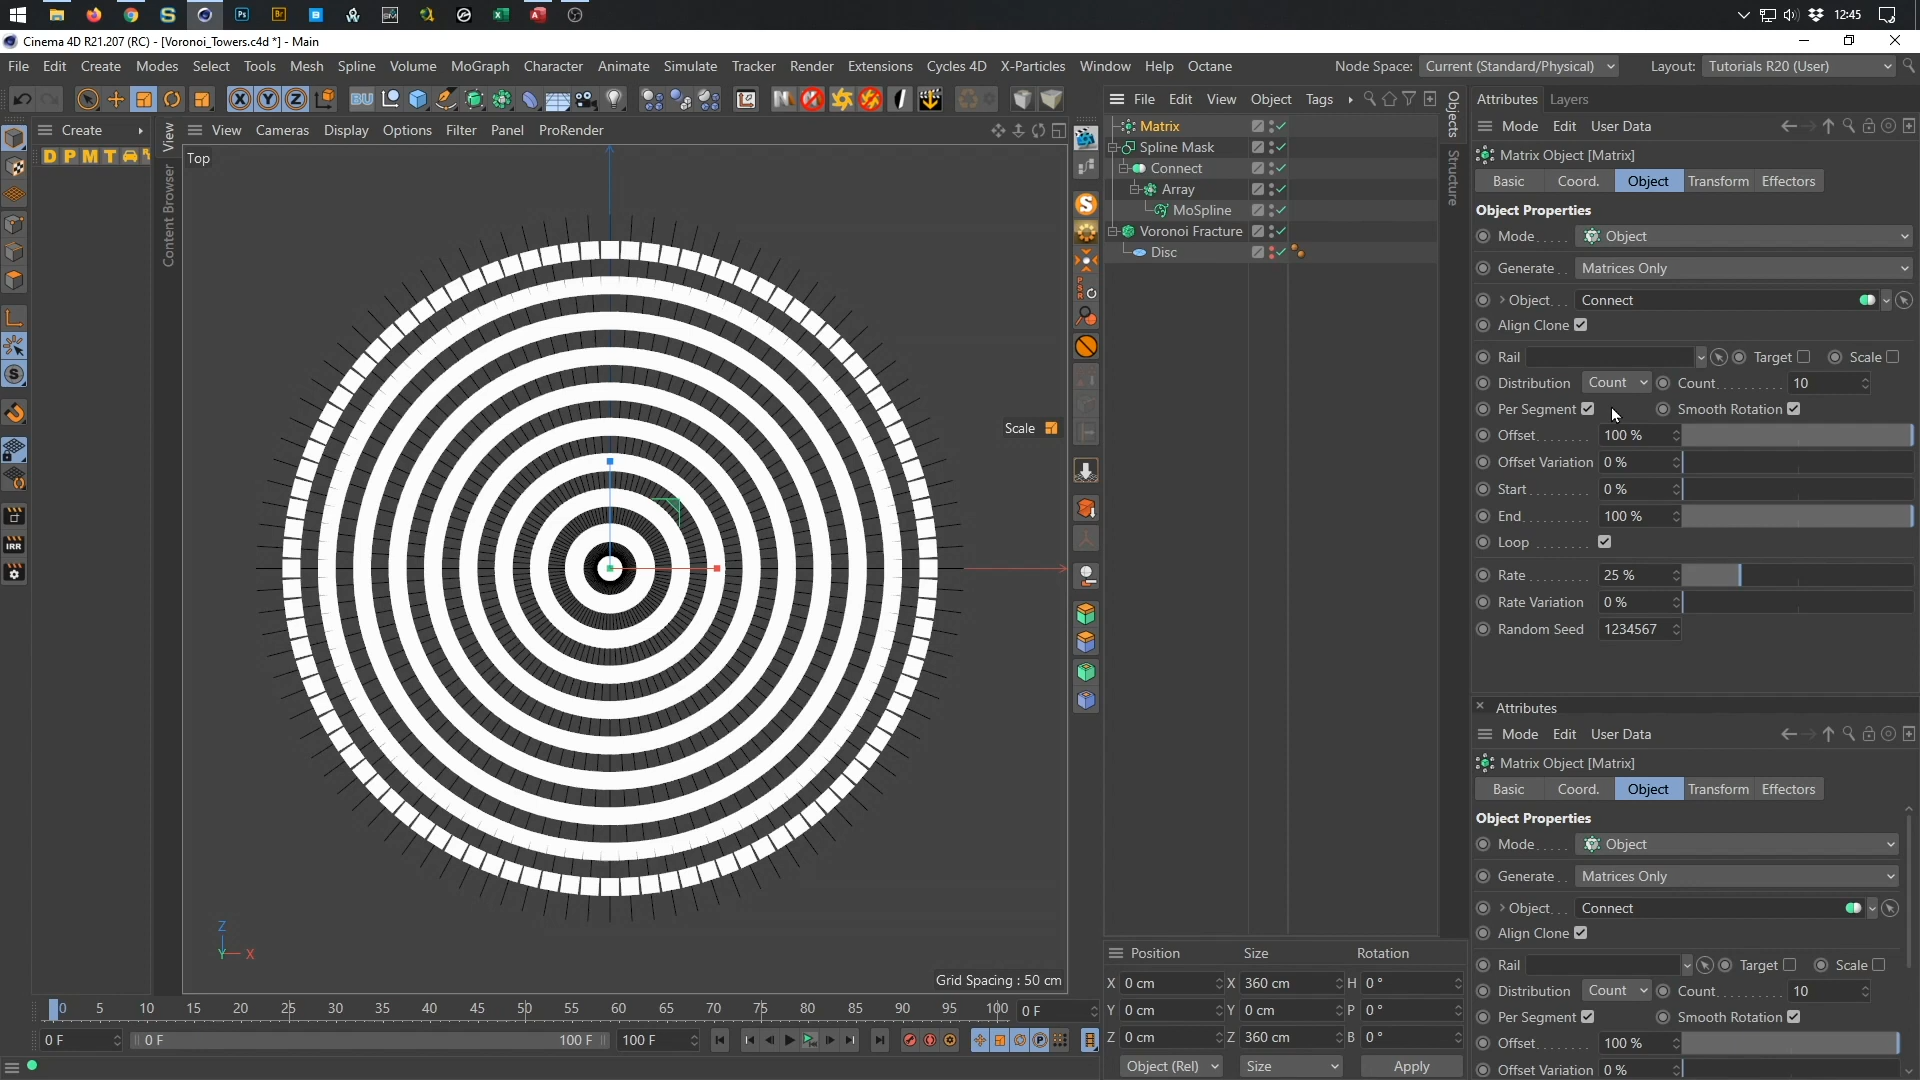 12:45
Cinema 4D R21.207 (RC) - [Voronoi_Towers.c4d *] - Main
File Edit Create Modes Select Tools Mesh Spline Volume MoGraph Character Animate Simulate Tracker Render Extensions Cycles 4D X-Particles Window Help Octane Node Space: Current (Standard/Physical) Layout: Tutorials R20 (User)
File Edit View Object Tags
Attributes Layers
Create
View Cameras Display Options Filter Panel ProRender
Mode Edit User Data
D P M T
View
Content Browser
Top
Objects
Structure
Matrix
Spline Mask
Connect
Array
MoSpline
Voronoi Fracture
Disc
Matrix Object [Matrix]
Basic Coord. Object Transform Effectors
Object Properties
Mode..... Object
Generate .. Matrices Only
Object... Connect
Align Clone
Rail Target Scale
Distribution Count Count.......... 10
Per Segment Smooth Rotation
Offset........ 100 %
Offset Variation 0 %
Start......... 0 %
End.......... 100 %
Loop ........
Rate......... 25 %
Rate Variation 0 %
Random Seed 1234567
Scale
X Y Z
BU
S
PSR
IRR
Z
Y X
Grid Spacing : 50 cm
Attributes
Mode Edit User Data
Matrix Object [Matrix]
Basic Coord. Object Transform Effectors
Object Properties
Mode..... Object
Generate .. Matrices Only
Object... Connect
Align Clone
Rail Target Scale
Distribution Count Count.......... 10
Per Segment Smooth Rotation
Offset........ 100 %
Offset Variation 0 %
Position Size Rotation
X 0 cm X 360 cm H 0 °
Y 0 cm Y 0 cm P 0 °
Z 0 cm Z 360 cm B 0 °
Object (Rel) Size Apply
0 5 10 15 20 25 30 35 40 45 50 55 60 65 70 75 80 85 90 95 100 0 F
0 F 0 F 100 F 100 F